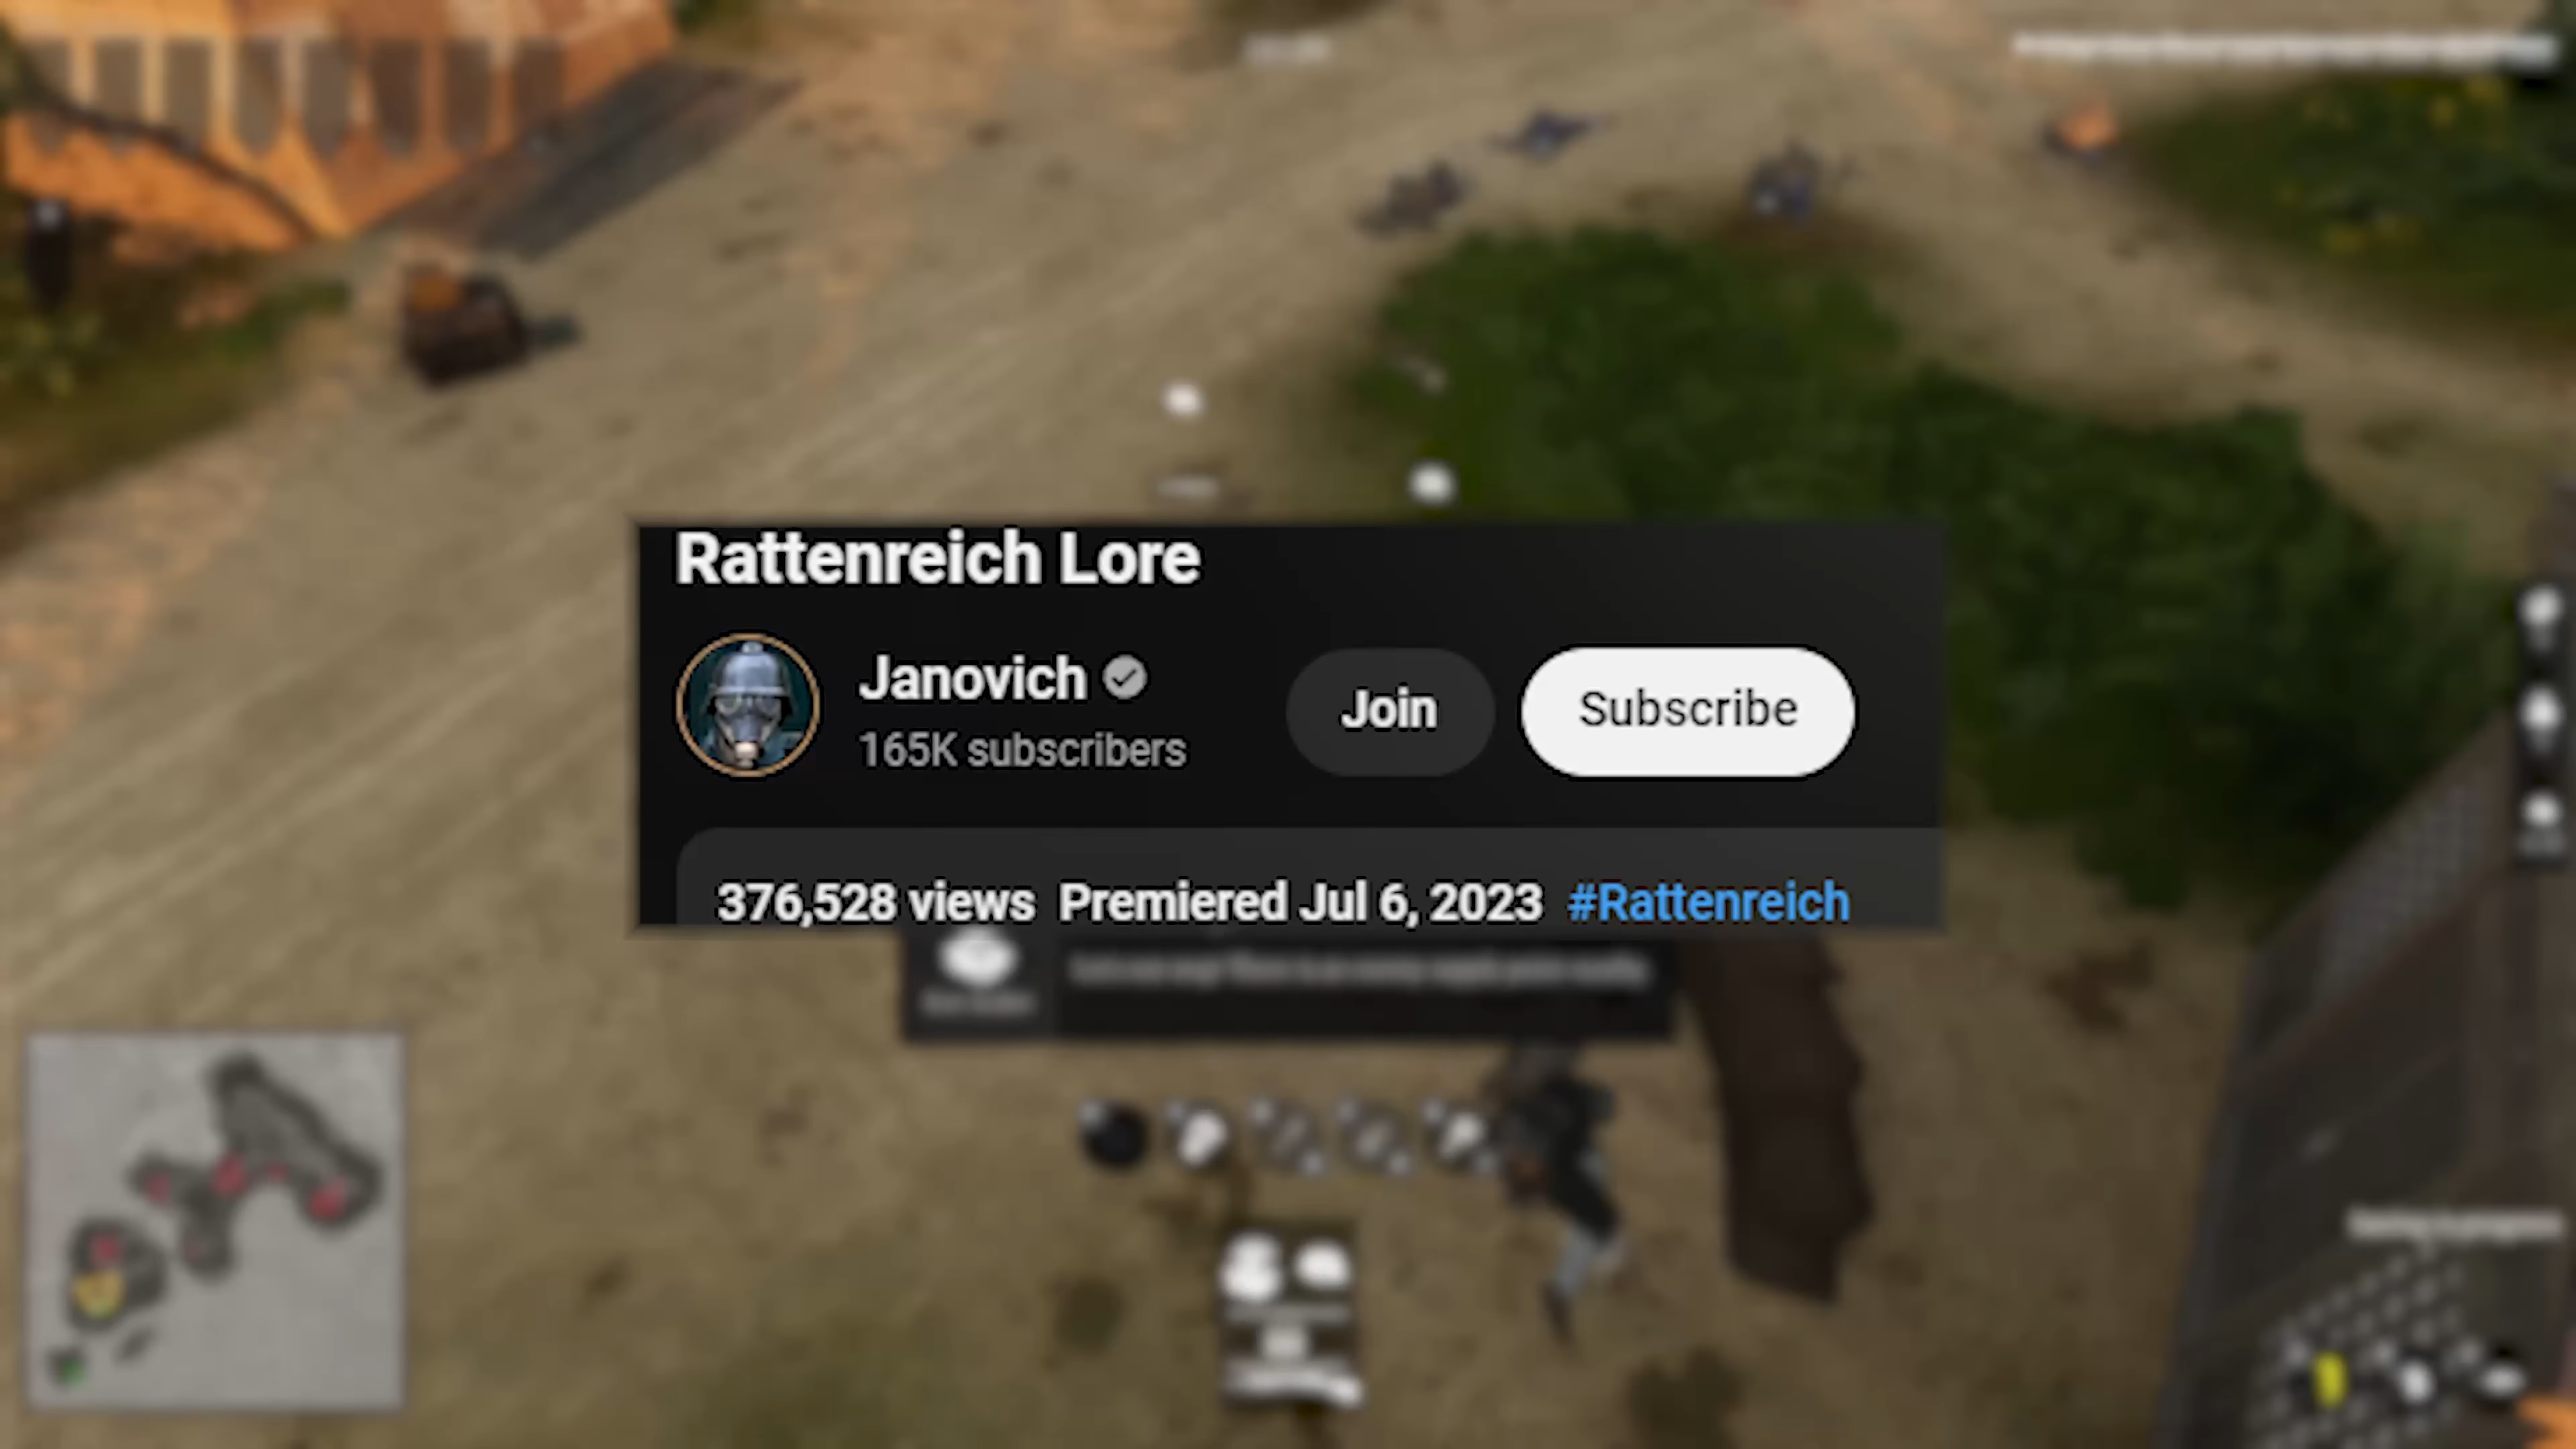 Rattenreich Lore
Janovich
165K subscribers
Join
Subscribe
376,528 views Premiered Jul 6, 2023 #Rattenreich